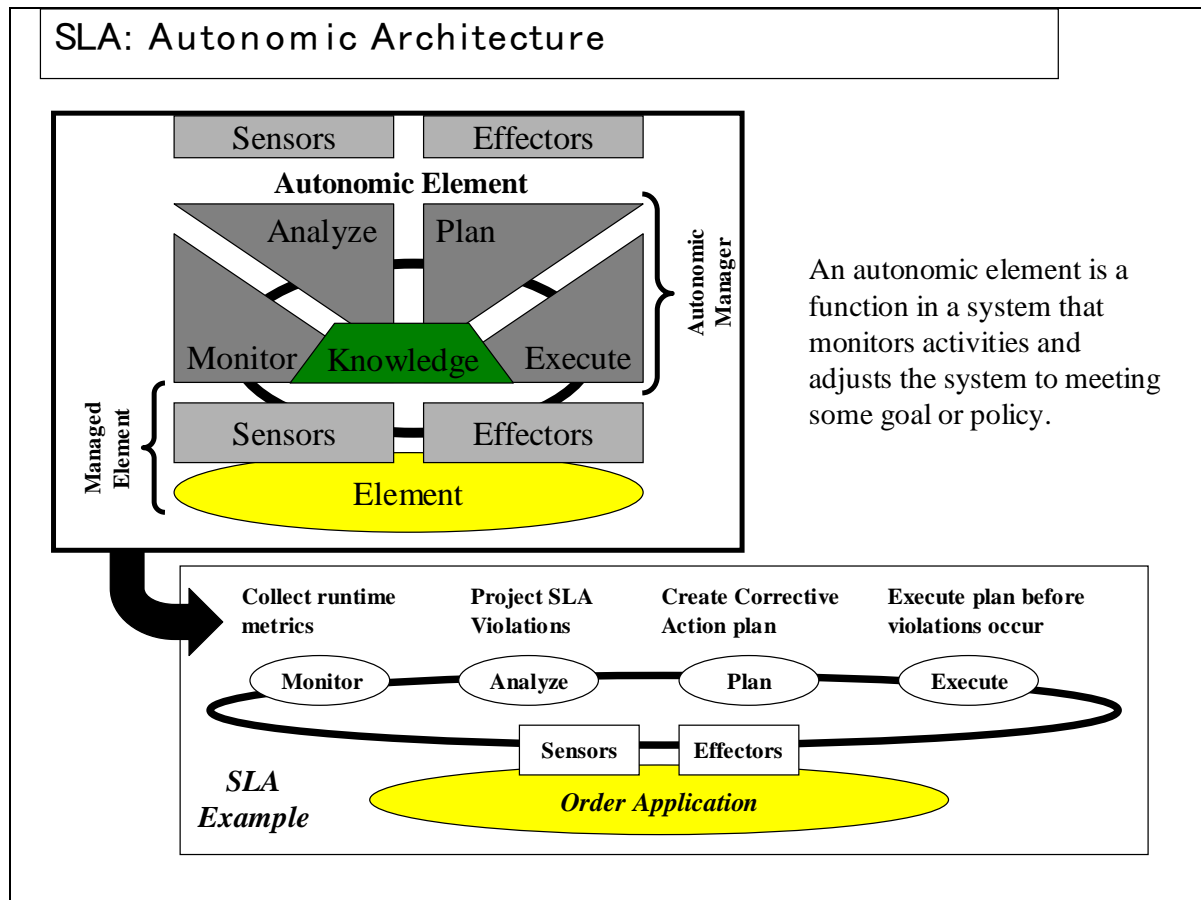 SLA: Autonomic Architecture
Sensors
Effectors
Autonomic Element
Analyze
Plan
Monitor
Knowledge
Execute
Autonomic
Manager
Managed
Element
Sensors
Effectors
Element
An autonomic element is a
function in a system that
monitors activities and
adjusts the system to meeting
some goal or policy.
Collect runtime
metrics
Project SLA
Violations
Create Corrective
Action plan
Execute plan before
violations occur
Monitor
Analyze
Plan
Execute
Sensors
Effectors
SLA
Example
Order Application